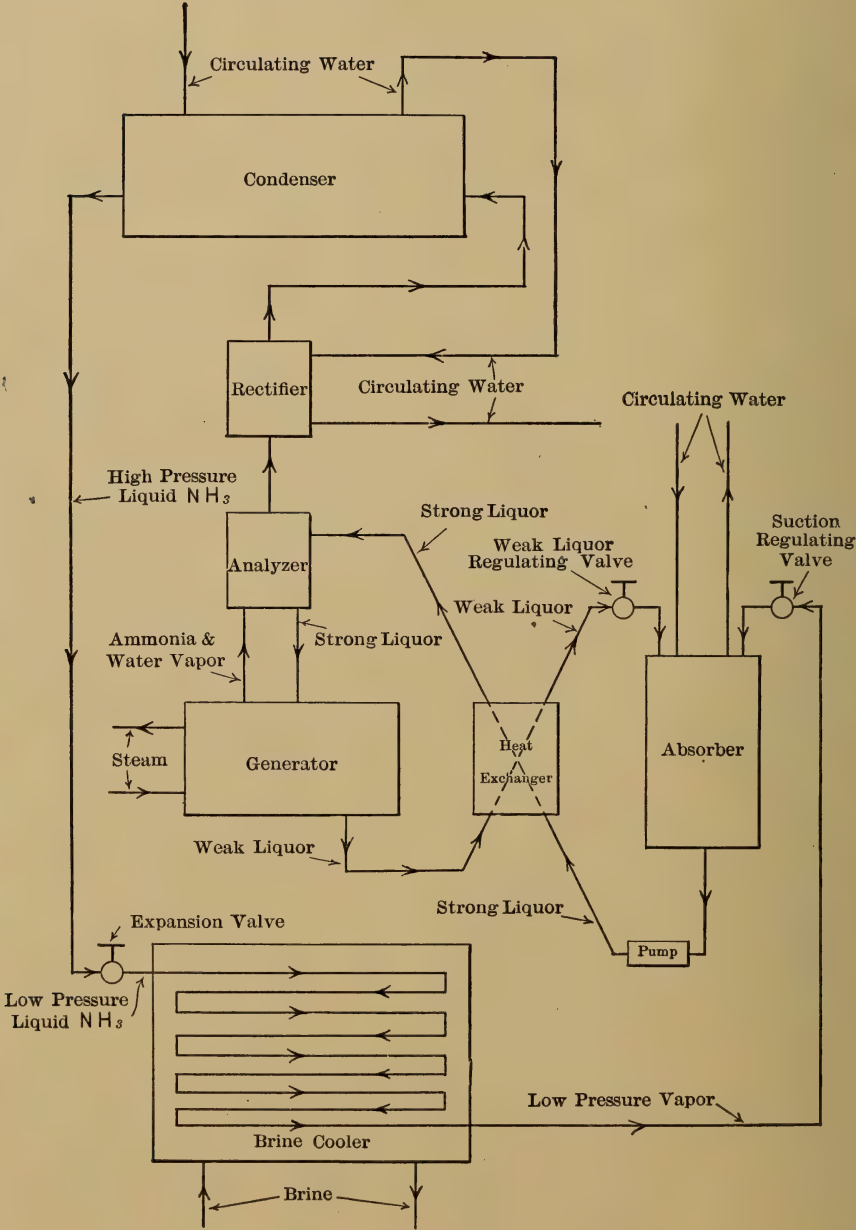 Circulating Water
Condenser
Rectifier
Circulating Water
Circulating Water
High Pressure
Liquid NH₃
Strong Liquor
Suction
Regulating
Valve
Weak Liquor
Regulating Valve
Analyzer
Weak Liquor
Ammonia &
Water Vapor
Strong Liquor
Steam
Generator
Heat
Exchanger
Absorber
Weak Liquor
Strong Liquor
Pump
Expansion Valve
Low Pressure
Liquid NH₃
Low Pressure Vapor
Brine Cooler
Brine